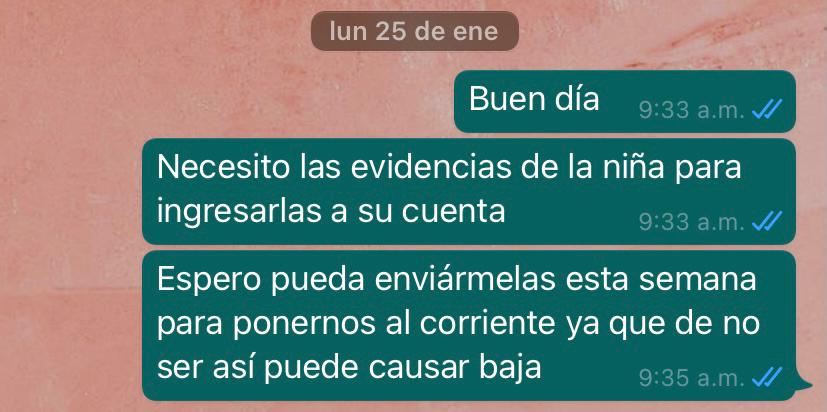 lun 25 de ene
Buen día 9:33 a.m.
Necesito las evidencias de la niña para
ingresarlas a su cuenta 9:33 a.m.
Espero pueda enviármelas esta semana
para ponernos al corriente ya que de no
ser así puede causar baja 9:35 a.m.